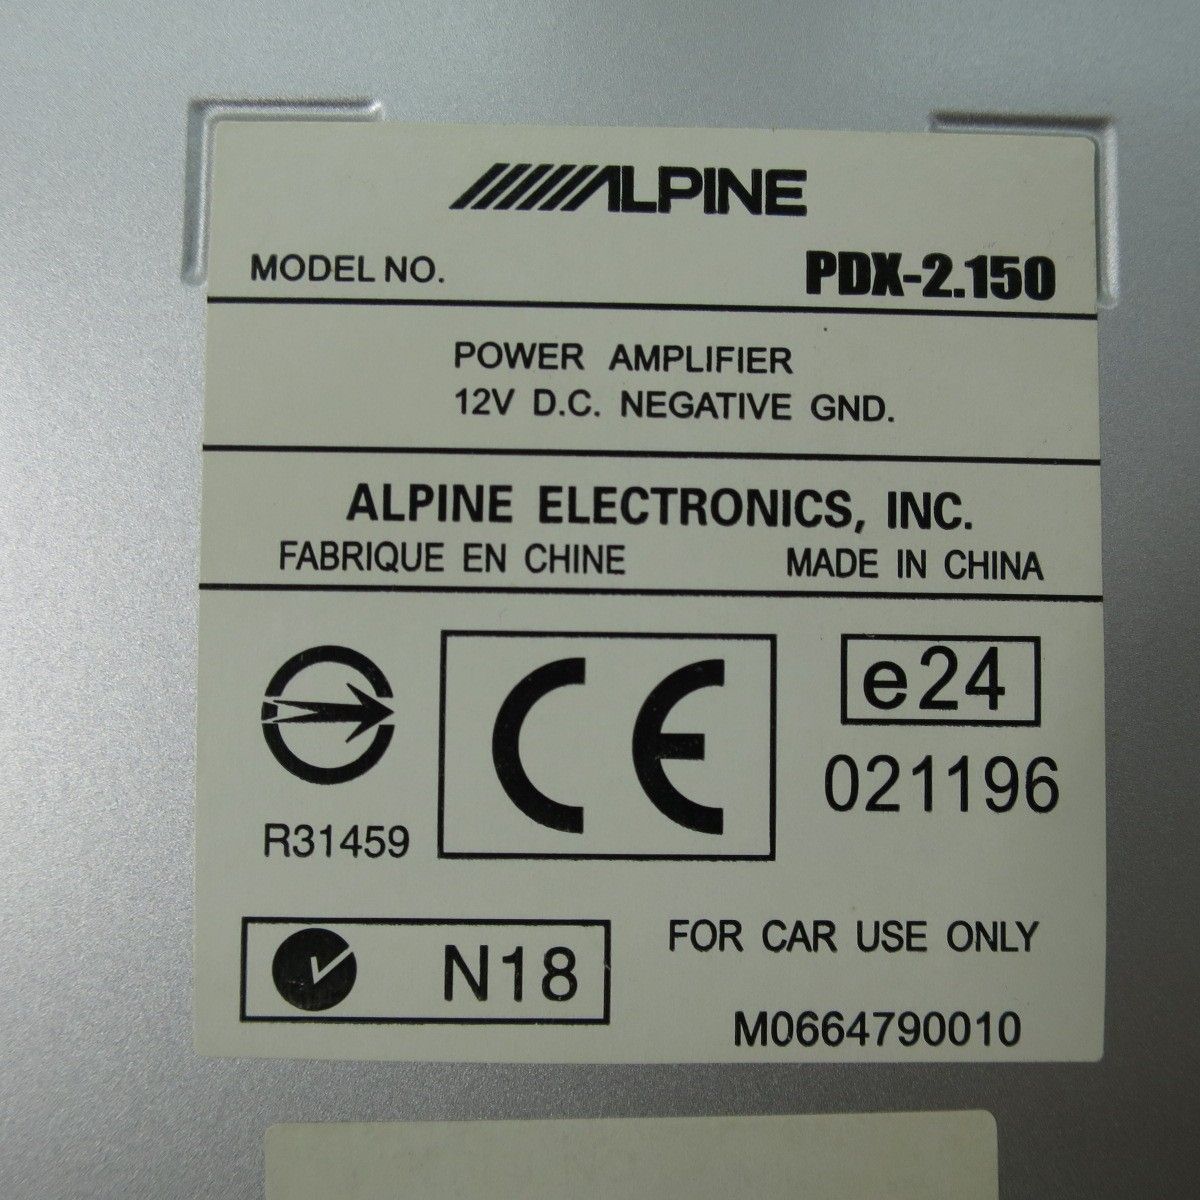 ALPINE
MODEL NO. PDX-2.150
POWER AMPLIFIER
12V D.C. NEGATIVE GND.
ALPINE ELECTRONICS, INC.
FABRIQUE EN CHINE MADE IN CHINA
CE
e24
021196
R31459
N18
FOR CAR USE ONLY
M0664790010